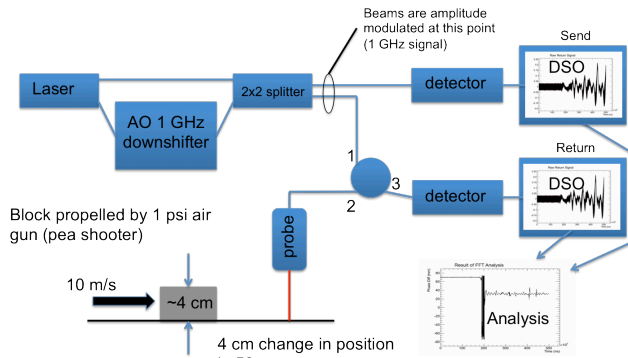 Beams are amplitude
modulated at this point
(1 GHz signal)
Send
Laser
2x2 splitter
detector
DSO
AO 1 GHz
downshifter
Return
1
3
2
detector
DSO
Block propelled by 1 psi air
gun (pea shooter)
probe
10 m/s
~4 cm
Result of FFT Analysis
Analysis
4 cm change in position